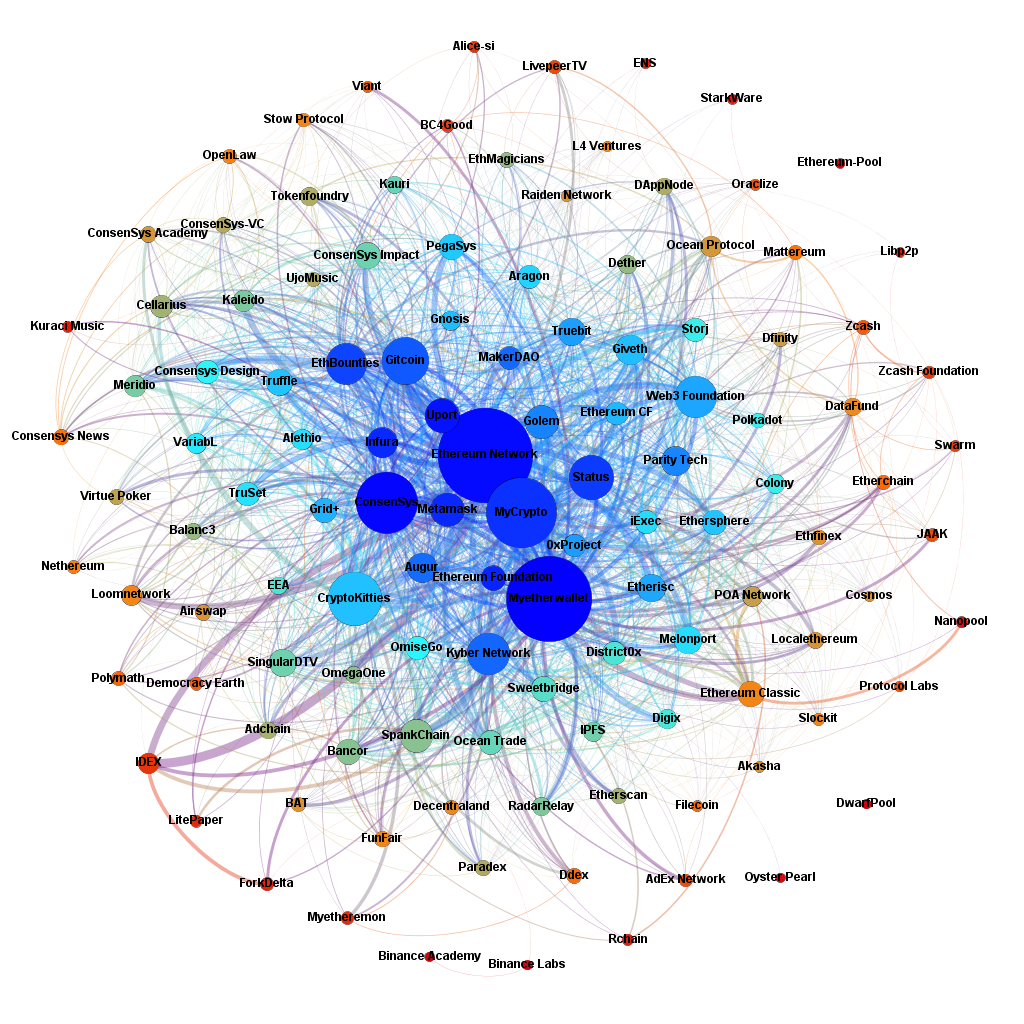 Alice-si
LivepeerTV
ENS
Viant
StarkWare
Stow Protocol
BC4Good
L4 Ventures
OpenLaw
EthMagicians
Ethereum-Pool
Kauri
DAppNode
Oraclize
Tokenfoundry
Raiden Network
ConsenSys-VC
ConsenSys Academy
PegaSys
Ocean Protocol
Mattereum
Libp2p
ConsenSys Impact
Dether
UjoMusic
Aragon
Cellarius
Kaleido
Kuraci Music
Gnosis
Truebit
Storj
Zcash
Dfinity
Giveth
MakerDAO
EthBounties
Gitcoin
Consensys Design
Zcash Foundation
Meridio
Truffle
Web3 Foundation
DataFund
Uport
Ethereum CF
Golem
Polkadot
Consensys News
VariabL
Alethio
Infura
Swarm
Ethereum Network
Parity Tech
Status
Colony
Etherchain
Virtue Poker
TruSet
ConsenSys
Grid+
Metamask
MyCrypto
iExec
Ethersphere
Balanc3
Ethfinex
JAAK
0xProject
Nethereum
Augur
Ethereum Foundation
EEA
Etherisc
Loomnetwork
CryptoKitties
Myetherwallet
POA Network
Cosmos
Airswap
Nanopool
Localethereum
Melonport
OmiseGo
Kyber Network
District0x
SingularDTV
OmegaOne
Polymath
Democracy Earth
Sweetbridge
Ethereum Classic
Protocol Labs
Digix
Slockit
Adchain
IPFS
SpankChain
Ocean Trade
Bancor
IDEX
Akasha
Etherscan
BAT
Decentraland
RadarRelay
Filecoin
DwarfPool
LitePaper
FunFair
Paradex
Ddex
AdEx Network
Oyster Pearl
ForkDelta
Myetheremon
Rchain
Binance Academy
Binance Labs